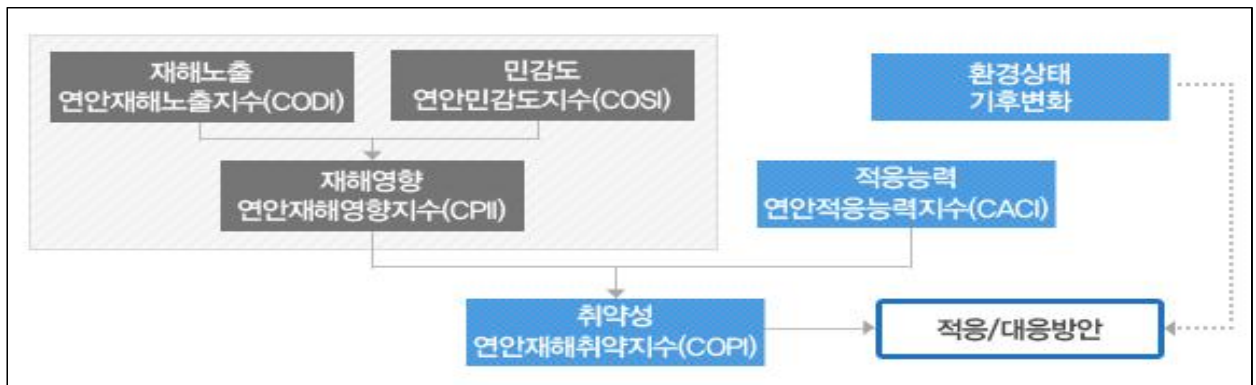 재해노출
연안재해노출지수(CODI)
민감도
연안민감도지수(COSI)
환경상태
기후변화
재해영향
연안재해영향지수(CPII)
적응능력
연안적응능력지수(CACI)
취약성
연안재해취약지수(COPI)
적응/대응방안